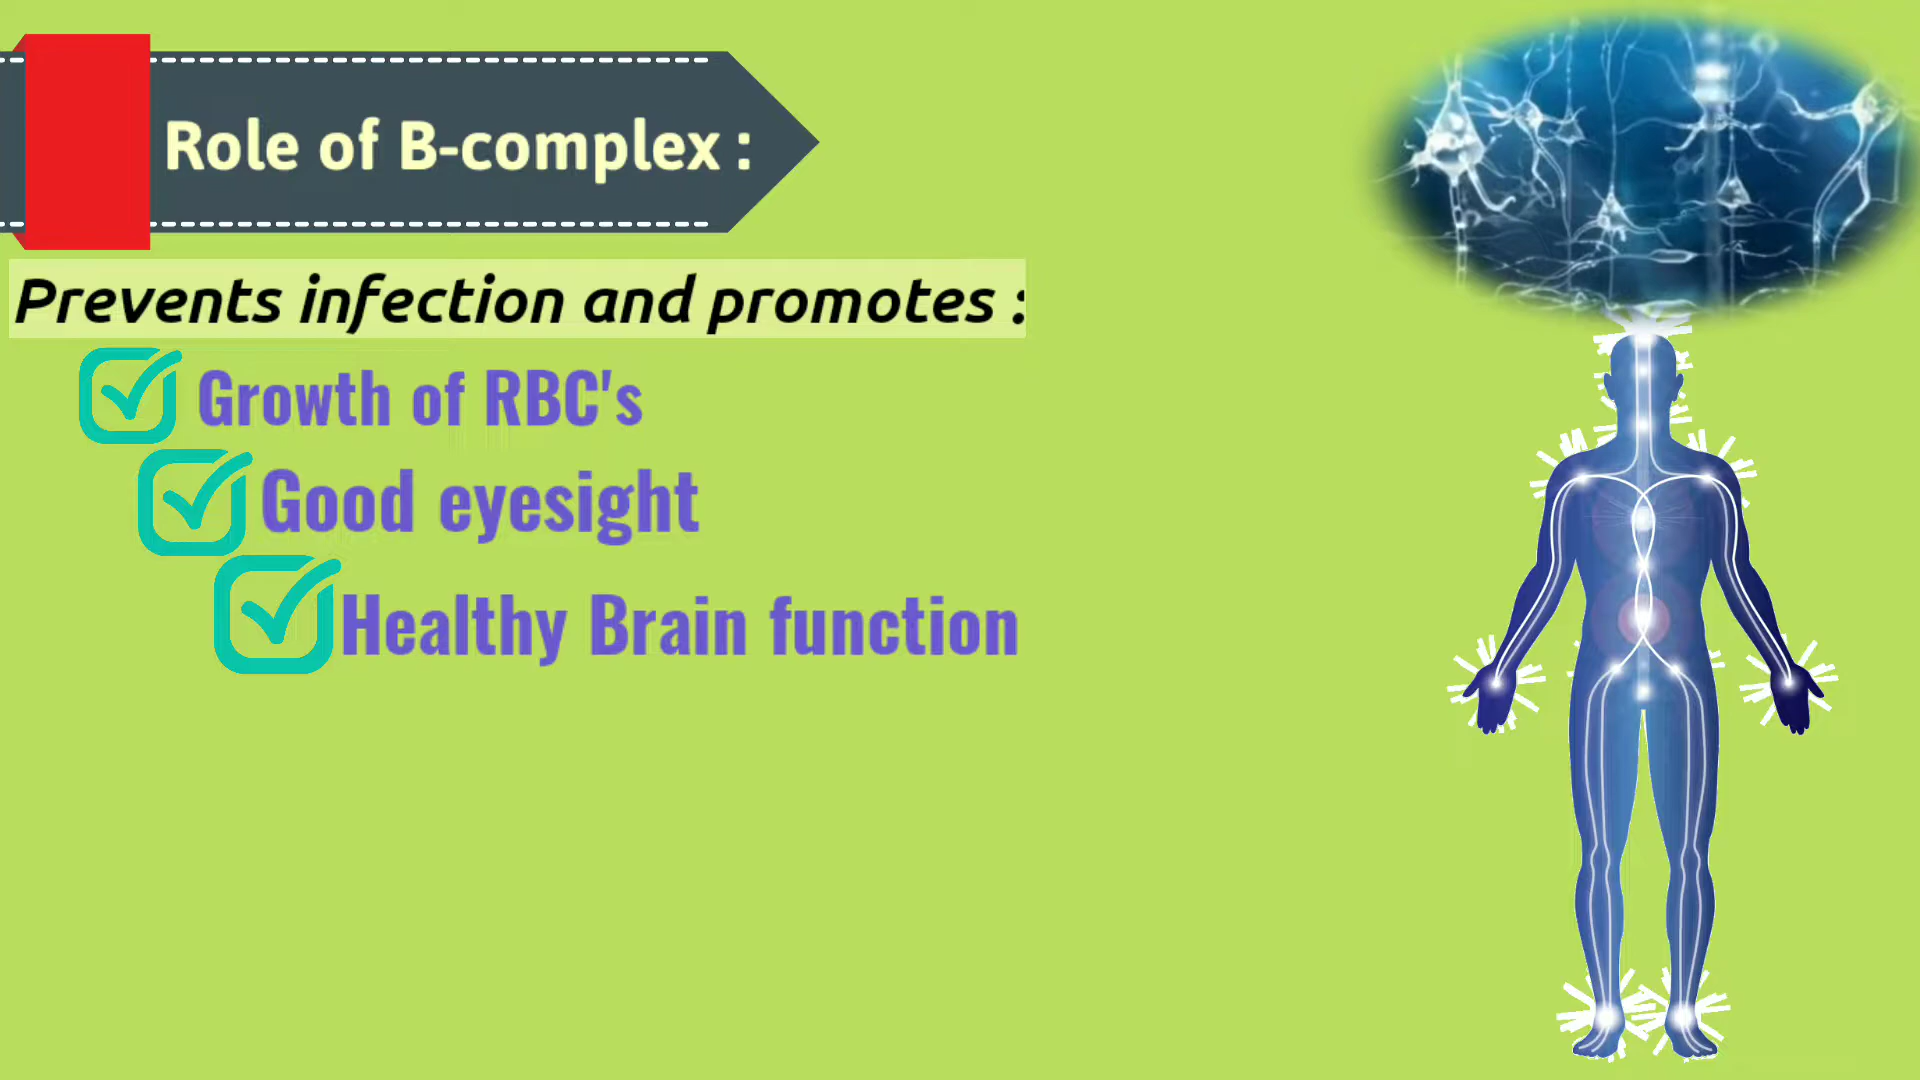 Role of B-complex :
Prevents infection and promotes :
Growth of RBC's
Good eyesight
Healthy Brain function